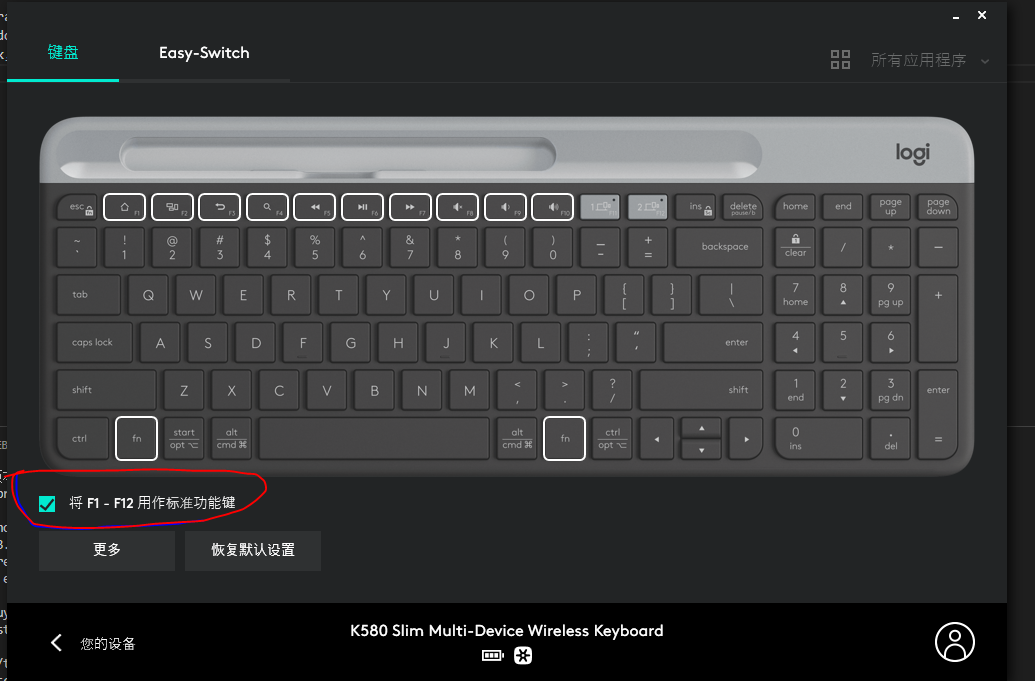 键盘
Easy-Switch
所有应用程序
logi
esc fn F1 F2 F3 F4 F5 F6 F7 F8 F9 F10 1 2 ins delete pause/b home end page up page down
~ ` ! 1 @ 2 # 3 $ 4 % 5 ^ 6 & 7 * 8 ( 9 ) 0 – - + = backspace clear / * –
tab Q W E R T Y U I O P { [ } ] | \ 7 home 8 ▲ 9 pg up +
caps lock A S D F G H J K L : ; “ ‘ enter 4 ◄ 5 6 ►
shift Z X C V B N M < , > . ? / shift 1 end 2 ▼ 3 pg dn enter =
ctrl fn start opt ⌥ alt cmd ⌘ alt cmd ⌘ fn ctrl opt ⌥ ◄ ▲ ▼ ► 0 ins . del
将 F1 - F12 用作标准功能键
更多
恢复默认设置
您的设备
K580 Slim Multi-Device Wireless Keyboard